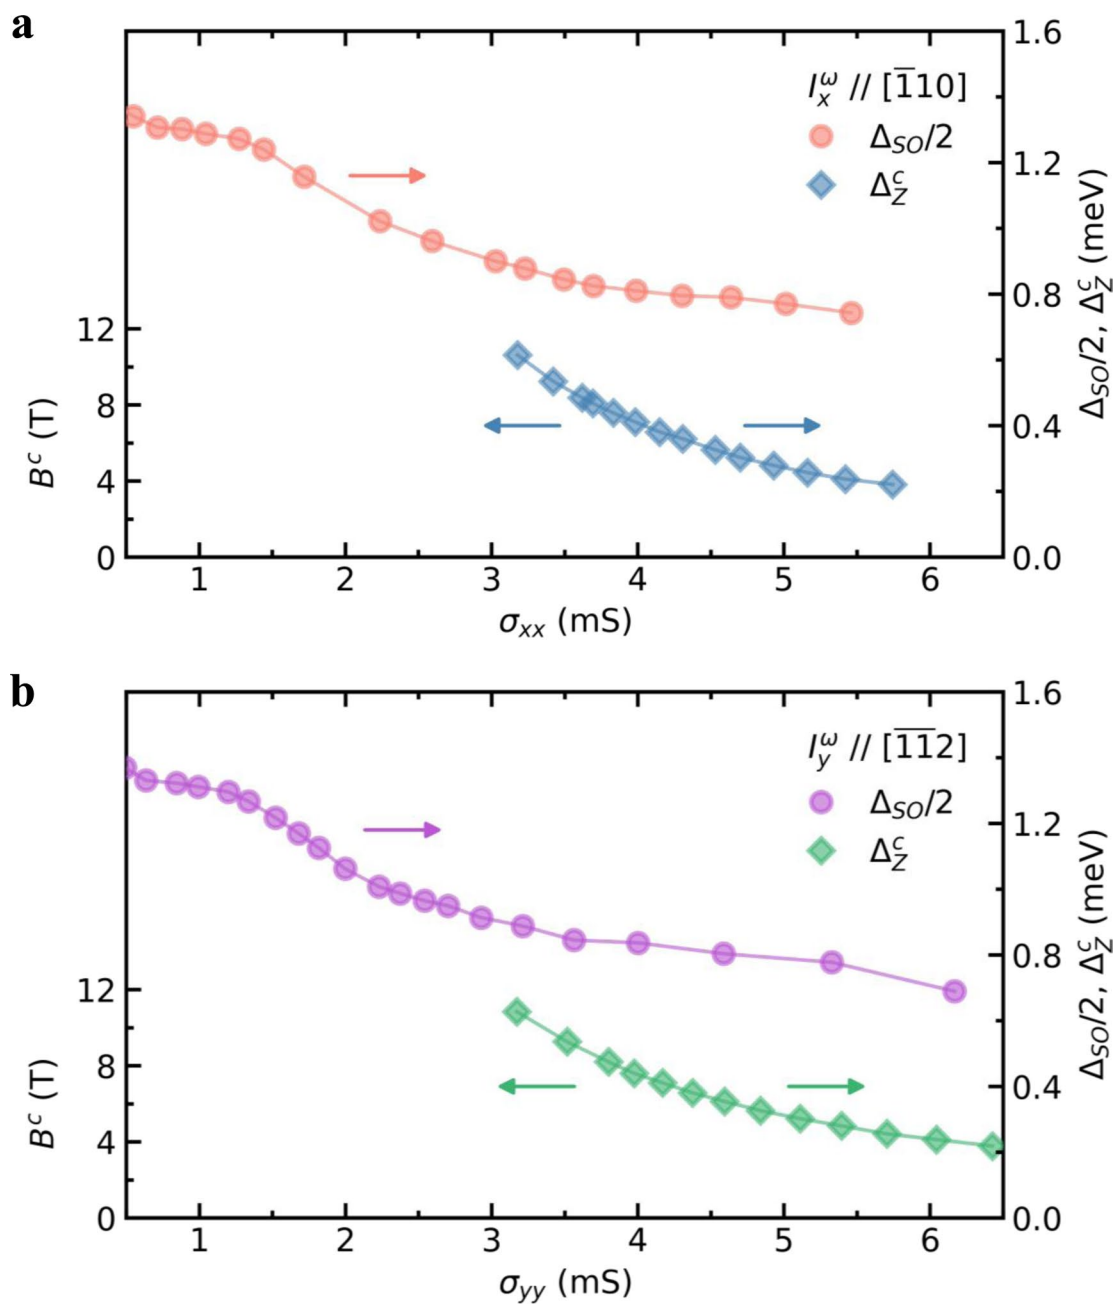 a
1.6
I_x^ω // [1̅10]
Δ_SO/2
Δ_Z^c
1.2
0.8
0.4
0.0
Δ_SO/2, Δ_Z^c (meV)
12
8
4
0
B^c (T)
1 2 3 4 5 6
σ_xx (mS)
b
1.6
I_y^ω // [1̅1̅2]
Δ_SO/2
Δ_Z^c
1.2
0.8
0.4
0.0
Δ_SO/2, Δ_Z^c (meV)
12
8
4
0
B^c (T)
1 2 3 4 5 6
σ_yy (mS)